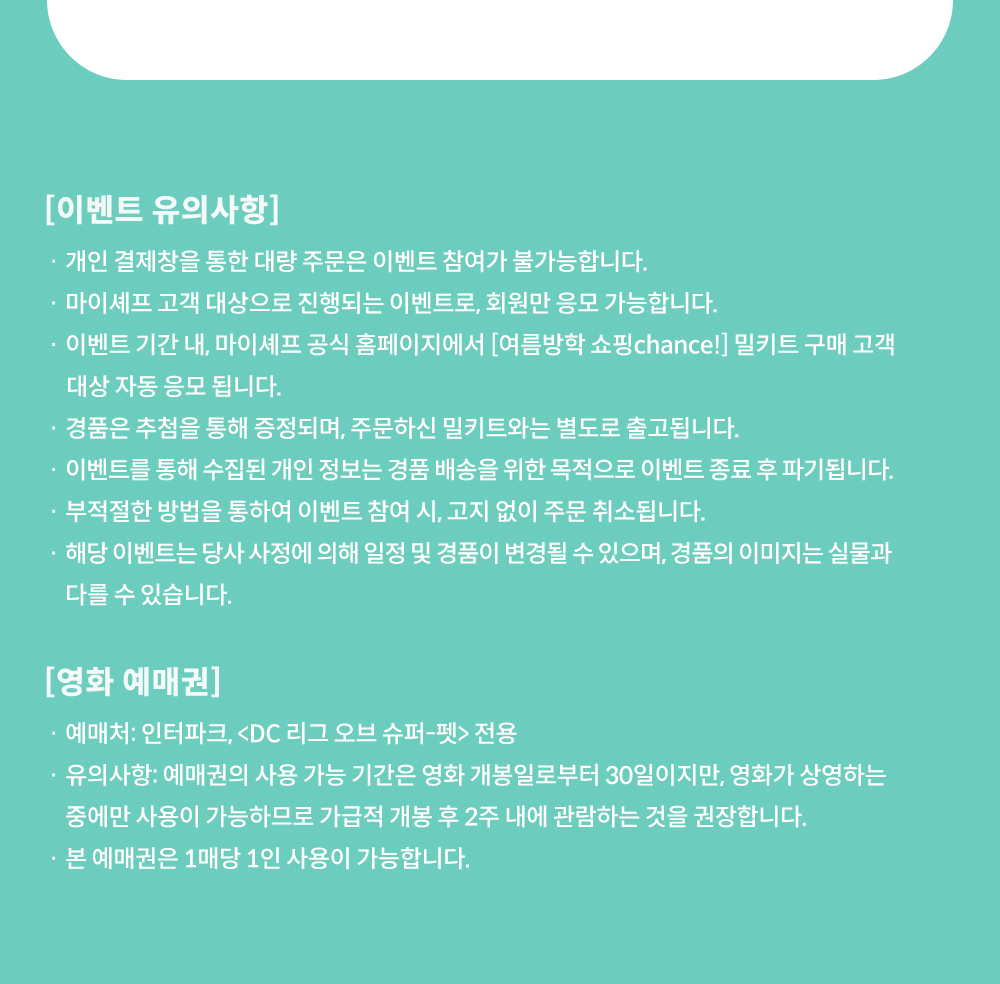 [이벤트 유의사항]
· 개인 결제창을 통한 대량 주문은 이벤트 참여가 불가능합니다.
· 마이셰프 고객 대상으로 진행되는 이벤트로, 회원만 응모 가능합니다.
· 이벤트 기간 내, 마이셰프 공식 홈페이지에서 [여름방학 쇼핑chance!] 밀키트 구매 고객
대상 자동 응모 됩니다.
· 경품은 추첨을 통해 증정되며, 주문하신 밀키트와는 별도로 출고됩니다.
· 이벤트를 통해 수집된 개인 정보는 경품 배송을 위한 목적으로 이벤트 종료 후 파기됩니다.
· 부적절한 방법을 통하여 이벤트 참여 시, 고지 없이 주문 취소됩니다.
· 해당 이벤트는 당사 사정에 의해 일정 및 경품이 변경될 수 있으며, 경품의 이미지는 실물과
다를 수 있습니다.
[영화 예매권]
· 예매처: 인터파크, <DC 리그 오브 슈퍼-펫> 전용
· 유의사항: 예매권의 사용 가능 기간은 영화 개봉일로부터 30일이지만, 영화가 상영하는
중에만 사용이 가능하므로 가급적 개봉 후 2주 내에 관람하는 것을 권장합니다.
· 본 예매권은 1매당 1인 사용이 가능합니다.